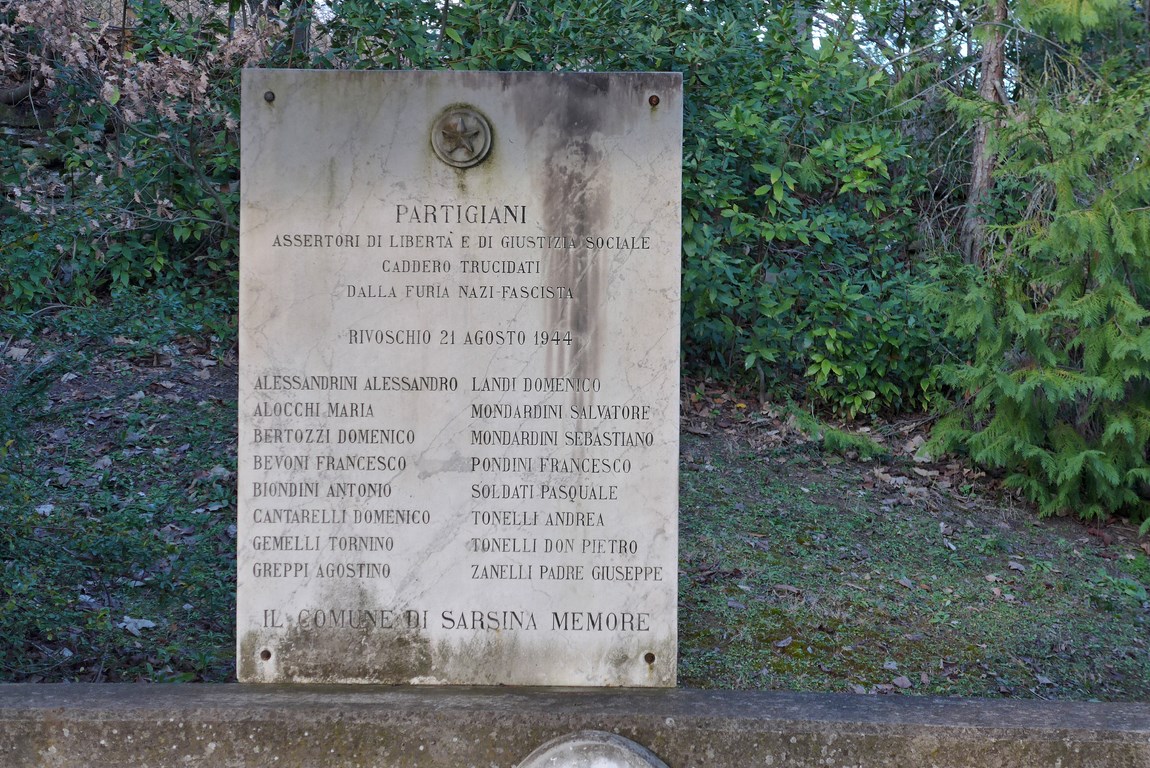 PARTIGIANI
ASSERTORI DI LIBERTÀ E DI GIUSTIZIA SOCIALE
CADDERO TRUCIDATI
DALLA FURIA NAZI-FASCISTA
RIVOSCHIO 21 AGOSTO 1944
ALESSANDRINI ALESSANDRO
ALOCCHI MARIA
BERTOZZI DOMENICO
BEVONI FRANCESCO
BIONDINI ANTONIO
CANTARELLI DOMENICO
GEMELLI TORNINO
GREPPI AGOSTINO
LANDI DOMENICO
MONDARDINI SALVATORE
MONDARDINI SEBASTIANO
PONDINI FRANCESCO
SOLDATI PASQUALE
TONELLI ANDREA
TONELLI DON PIETRO
ZANELLI PADRE GIUSEPPE
IL COMUNE DI SARSINA MEMORE